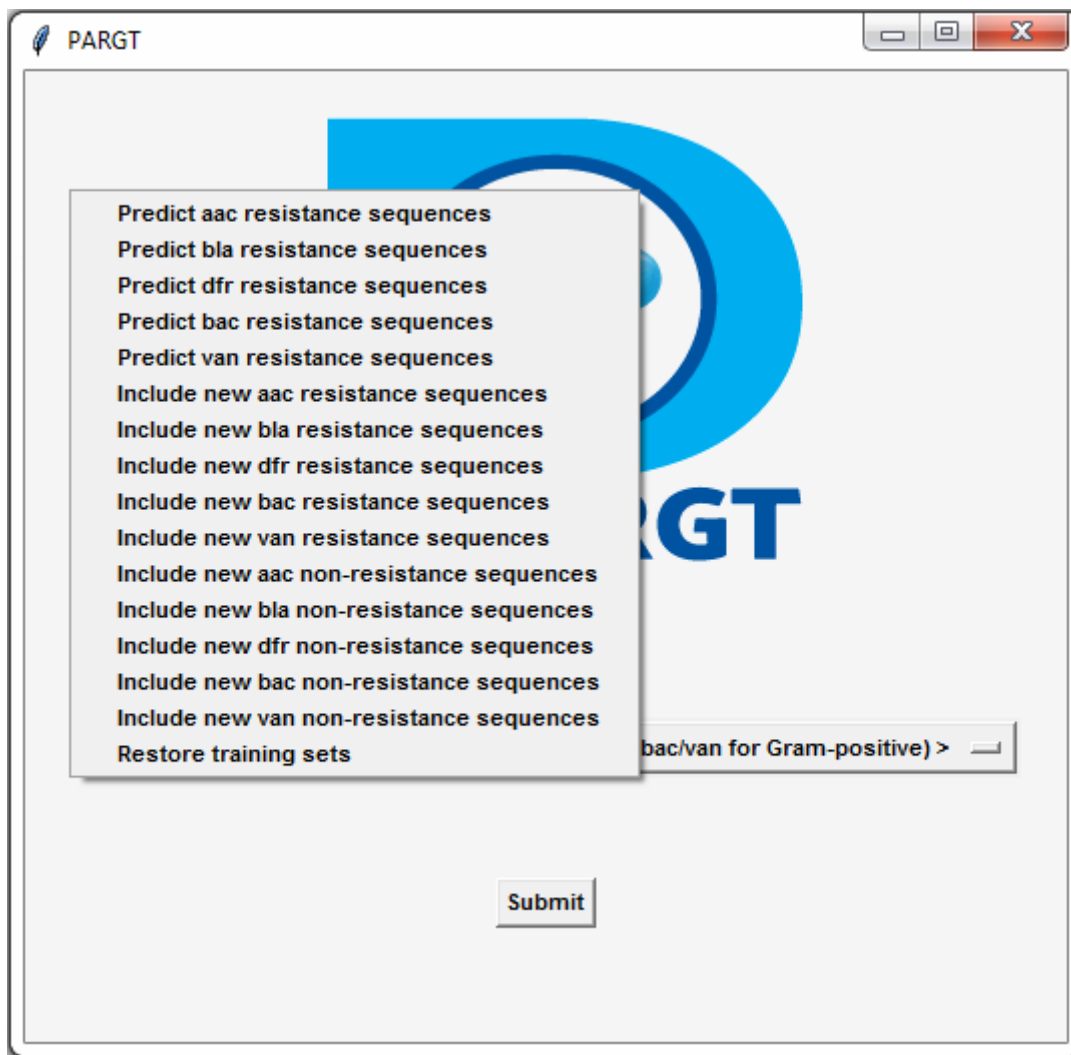 PARGT
Predict aac resistance sequences
Predict bla resistance sequences
Predict dfr resistance sequences
Predict bac resistance sequences
Predict van resistance sequences
Include new aac resistance sequences
Include new bla resistance sequences
Include new dfr resistance sequences
Include new bac resistance sequences
Include new van resistance sequences
Include new aac non-resistance sequences
Include new bla non-resistance sequences
Include new dfr non-resistance sequences
Include new bac non-resistance sequences
Include new van non-resistance sequences
Restore training sets
RGT
bac/van for Gram-positive) >
Submit